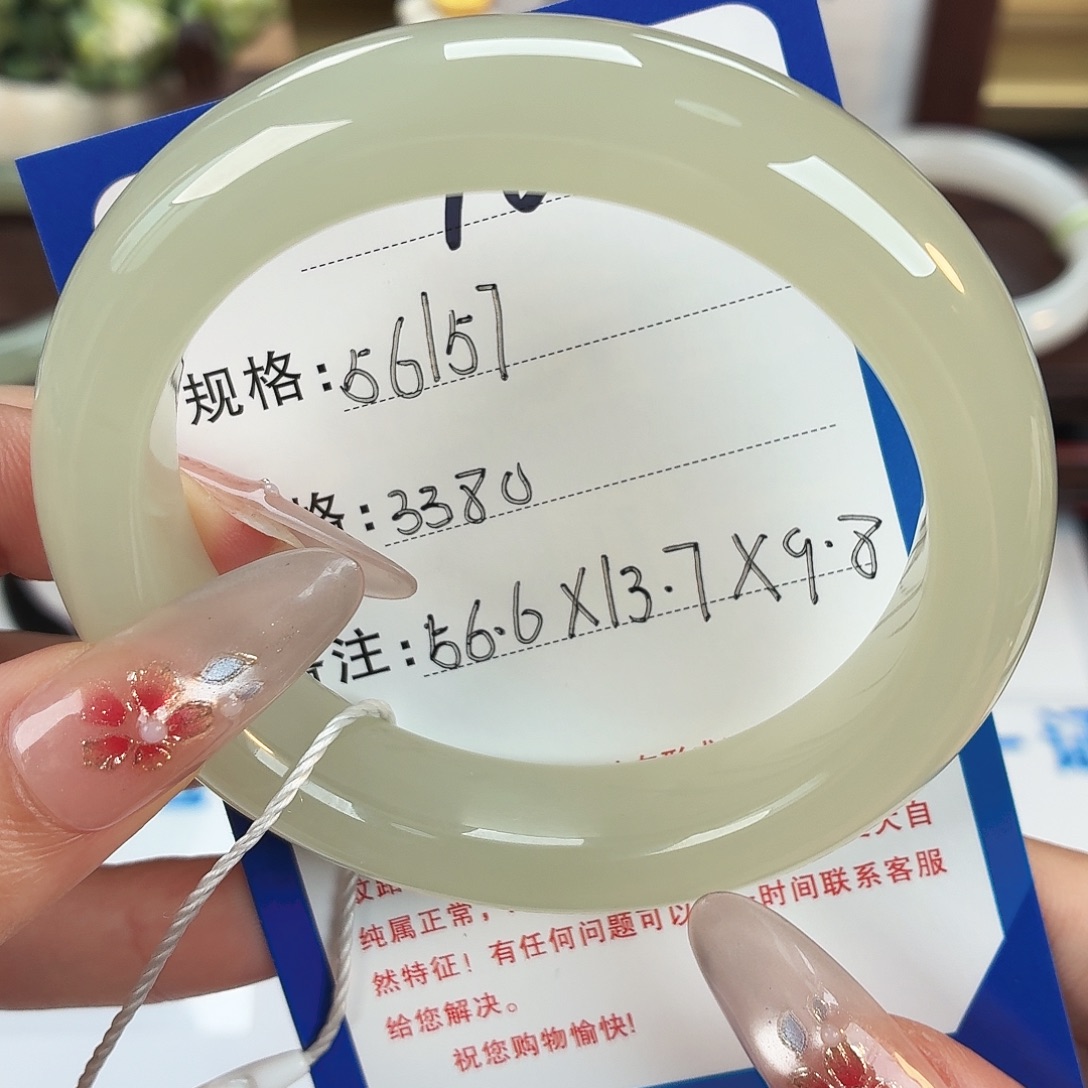 规格:56|57
格:3380
注:56.6X13.7X9.8
大自
纯属正常,
时间联系客服
然特征!有任何问题可以
给您解决。
祝您购物愉快!